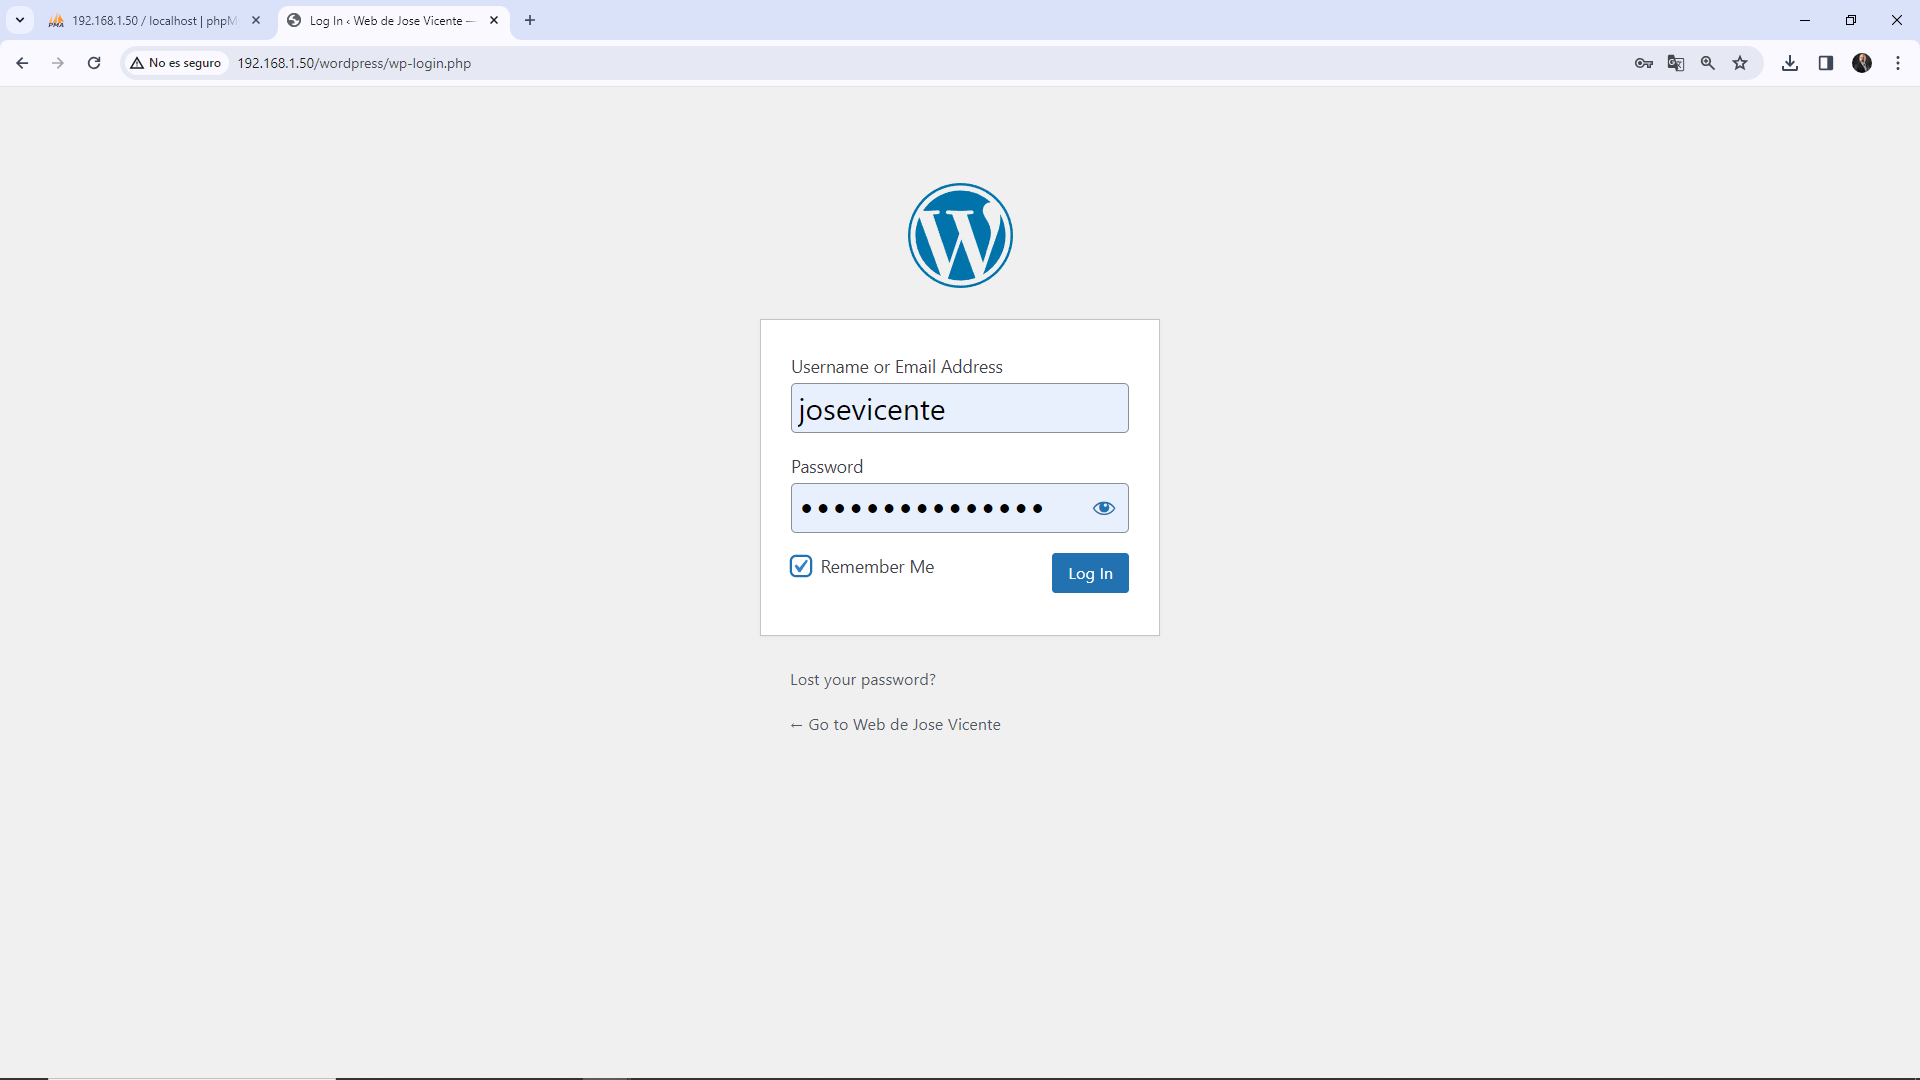 192.168.1.50 / localhost | phpM
Log In ‹ Web de Jose Vicente —
No es seguro
192.168.1.50/wordpress/wp-login.php
Username or Email Address
josevicente
Password
●●●●●●●●●●●●●●●
Remember Me
Log In
Lost your password?
← Go to Web de Jose Vicente